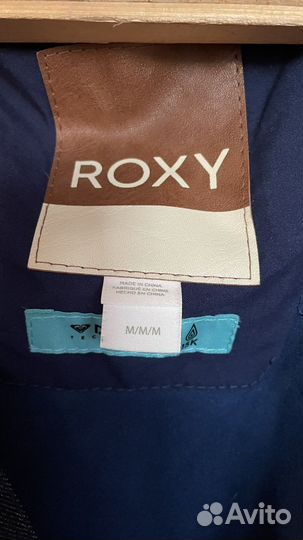 ROXY
MADE IN CHINA
FABRIQUÉ EN CHINE
HECHO EN CHINA
M/M/M
Avito